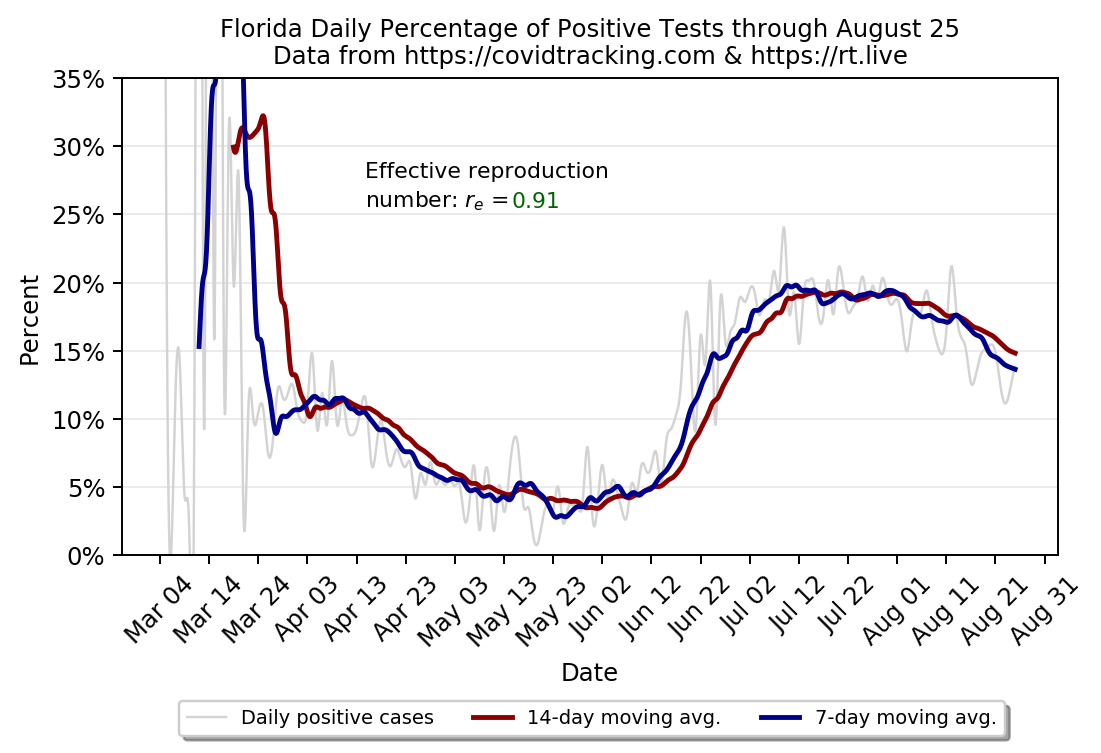 Florida Daily Percentage of Positive Tests through August 25
Data from https://covidtracking.com & https://rt.live
35%
30%
25%
20%
15%
10%
5%
0%
Percent
Effective reproduction
number: rₑ = 0.91
Mar 04
Mar 14
Mar 24
Apr 03
Apr 13
Apr 23
May 03
May 13
May 23
Jun 02
Jun 12
Jun 22
Jul 02
Jul 12
Jul 22
Aug 01
Aug 11
Aug 21
Aug 31
Date
Daily positive cases
14-day moving avg.
7-day moving avg.